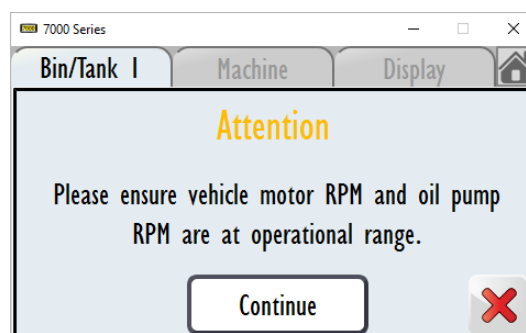 7000 Series
Bin/Tank 1 Machine Display
Attention
Please ensure vehicle motor RPM and oil pump
RPM are at operational range.
Continue